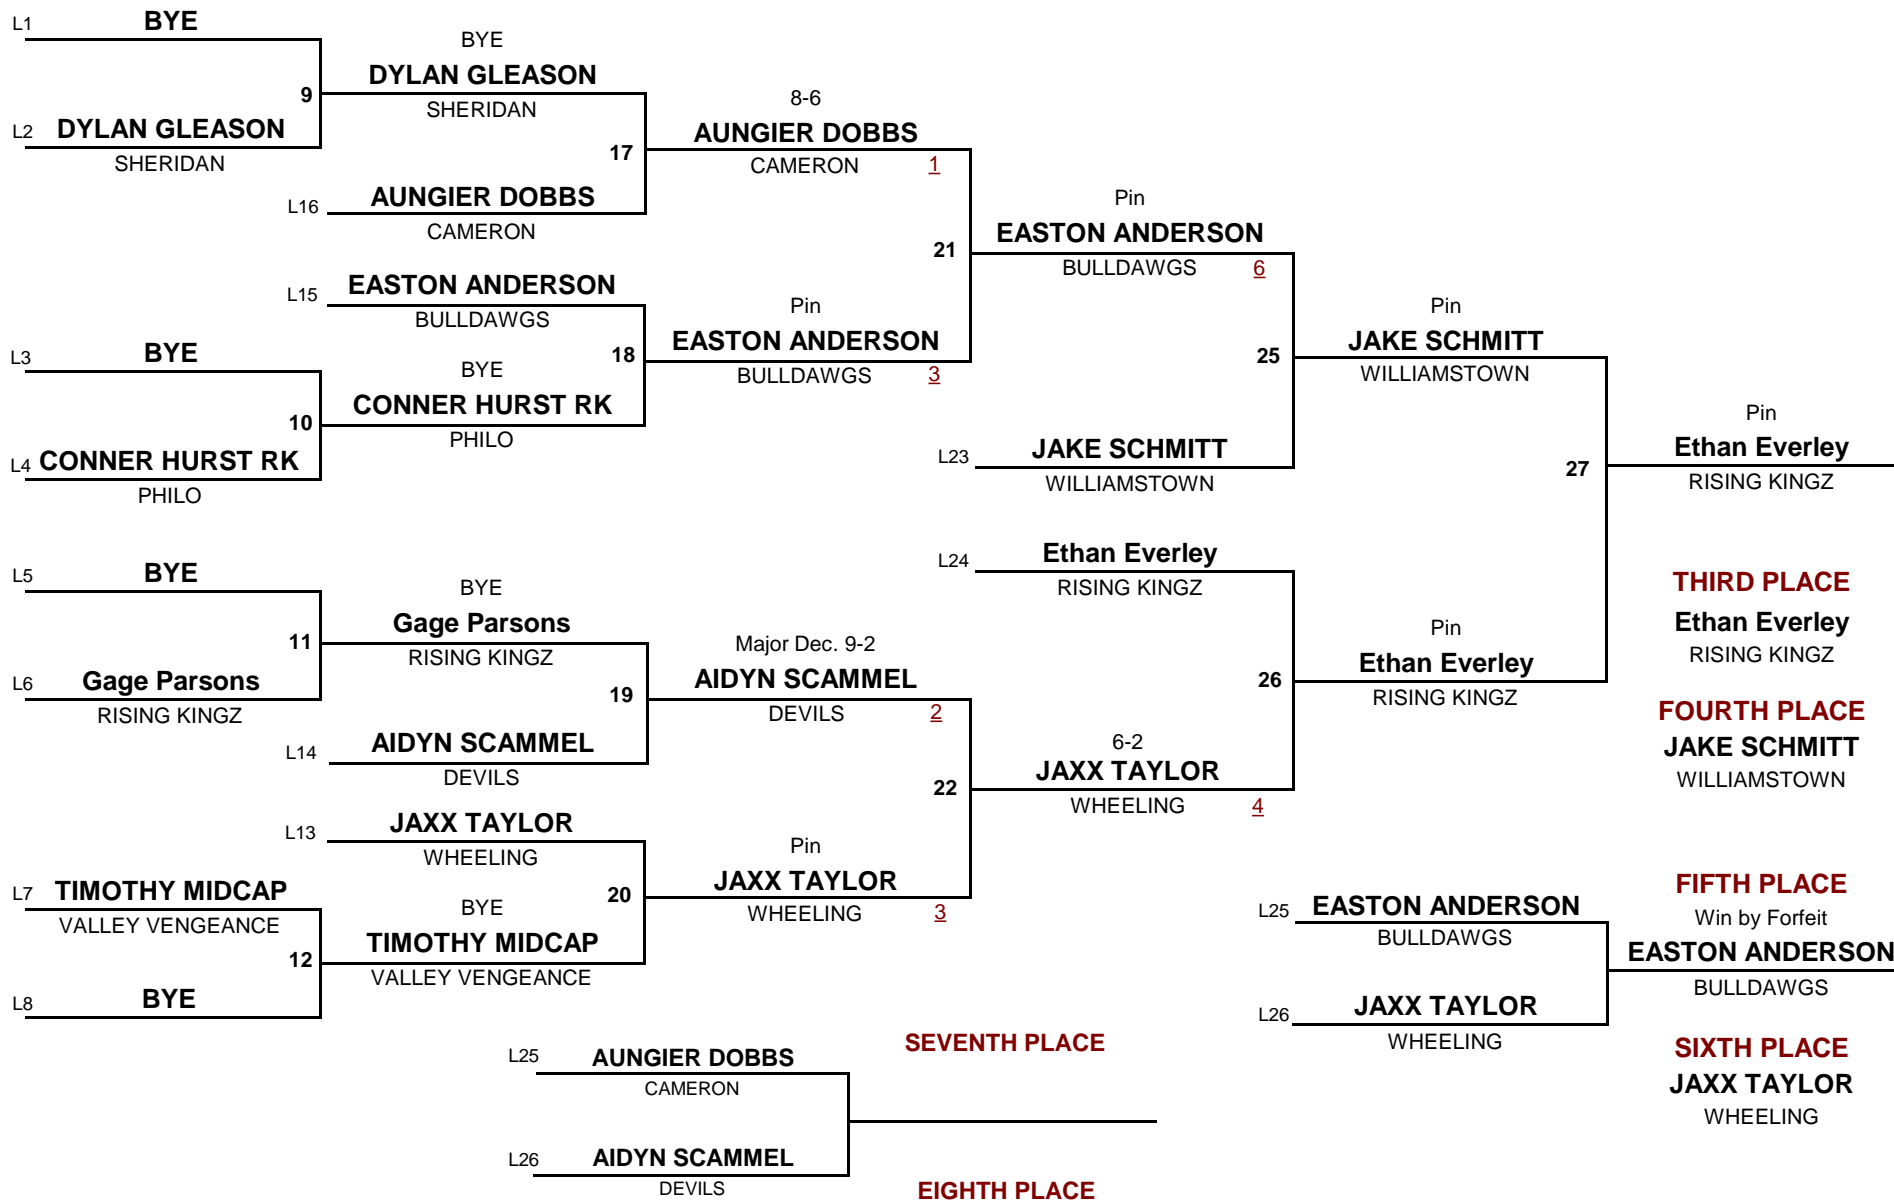 L1 BYE
9
L2 DYLAN GLEASON
SHERIDAN
BYE
DYLAN GLEASON
SHERIDAN
17
L16 AUNGIER DOBBS
CAMERON
8-6
AUNGIER DOBBS
CAMERON 1
21
L15 EASTON ANDERSON
BULLDAWGS
18
L3 BYE
10
L4 CONNER HURST RK
PHILO
BYE
CONNER HURST RK
PHILO
Pin
EASTON ANDERSON
BULLDAWGS 3
Pin
EASTON ANDERSON
BULLDAWGS 6
25
L23 JAKE SCHMITT
WILLIAMSTOWN
Pin
JAKE SCHMITT
WILLIAMSTOWN
27
Pin
Ethan Everley
RISING KINGZ
L5 BYE
11
L6 Gage Parsons
RISING KINGZ
BYE
Gage Parsons
RISING KINGZ
19
L14 AIDYN SCAMMEL
DEVILS
Major Dec. 9-2
AIDYN SCAMMEL
DEVILS 2
22
L13 JAXX TAYLOR
WHEELING
20
L7 TIMOTHY MIDCAP
VALLEY VENGEANCE
12
L8 BYE
BYE
TIMOTHY MIDCAP
VALLEY VENGEANCE
Pin
JAXX TAYLOR
WHEELING 3
L24 Ethan Everley
RISING KINGZ
26
6-2
JAXX TAYLOR
WHEELING 4
Pin
Ethan Everley
RISING KINGZ
THIRD PLACE
Ethan Everley
RISING KINGZ
FOURTH PLACE
JAKE SCHMITT
WILLIAMSTOWN
L25 EASTON ANDERSON
BULLDAWGS
L26 JAXX TAYLOR
WHEELING
FIFTH PLACE
Win by Forfeit
EASTON ANDERSON
BULLDAWGS
SIXTH PLACE
JAXX TAYLOR
WHEELING
L25 AUNGIER DOBBS
CAMERON
L26 AIDYN SCAMMEL
DEVILS
SEVENTH PLACE
EIGHTH PLACE